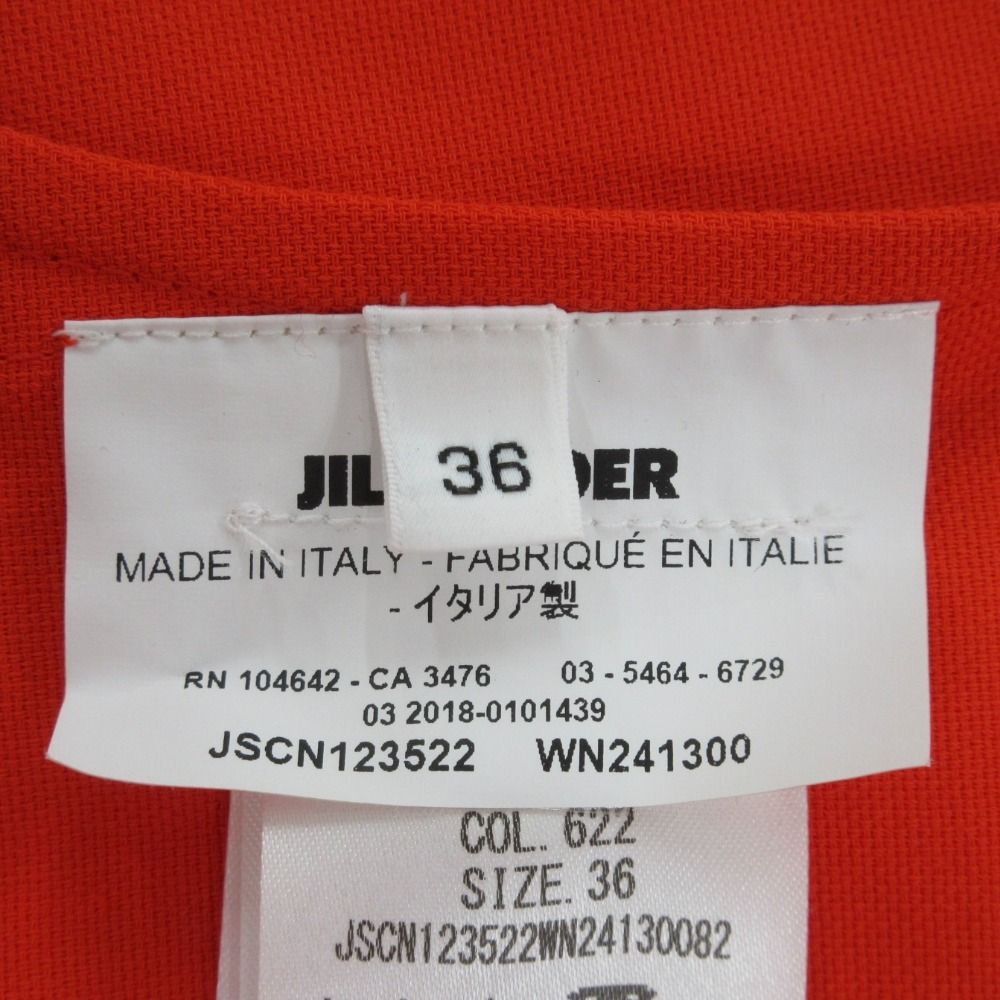 36
JIL DER
MADE IN ITALY - FABRIQUÉ EN ITALIE
- イタリア製
RN 104642 - CA 3476 03 - 5464 - 6729
03 2018-0101439
JSCN123522 WN241300
COL. 622
SIZE. 36
JSCN123522WN24130082